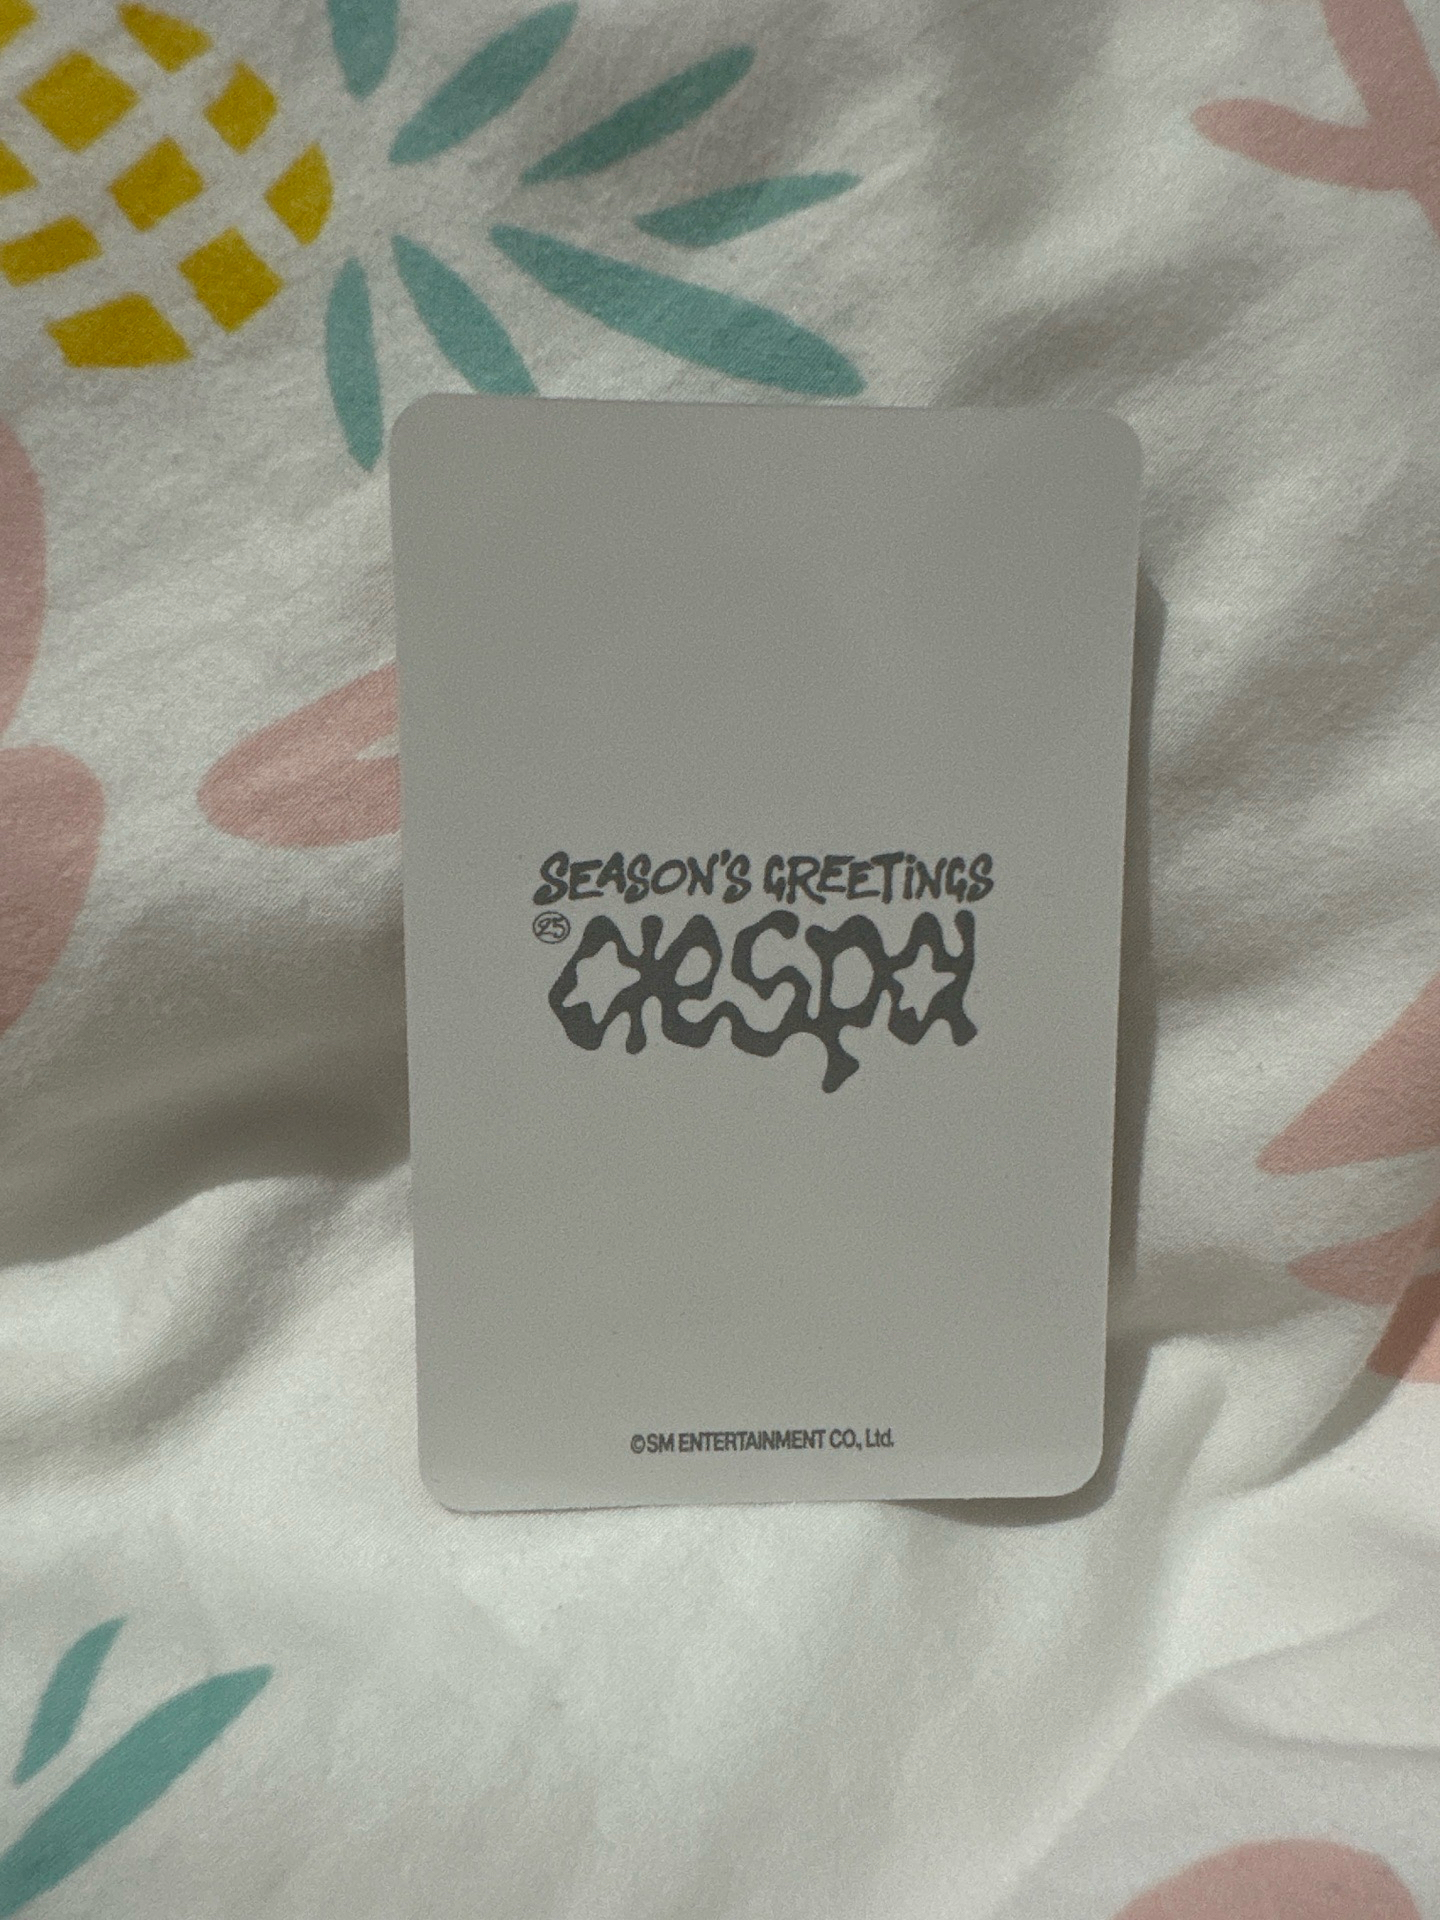 SEASON'S GREETiNGS
25 aespa
©SM ENTERTAINMENT CO., Ltd.